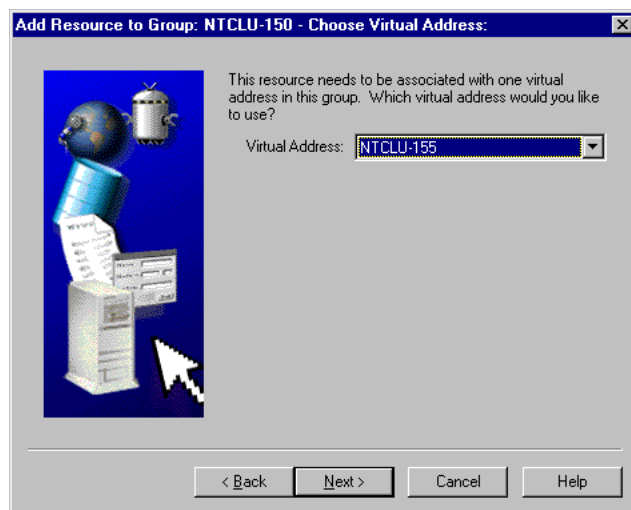 Add Resource to Group: NTCLU-150 - Choose Virtual Address:
This resource needs to be associated with one virtual
address in this group. Which virtual address would you like
to use?
Virtual Address: NTCLU-155
< Back Next > Cancel Help